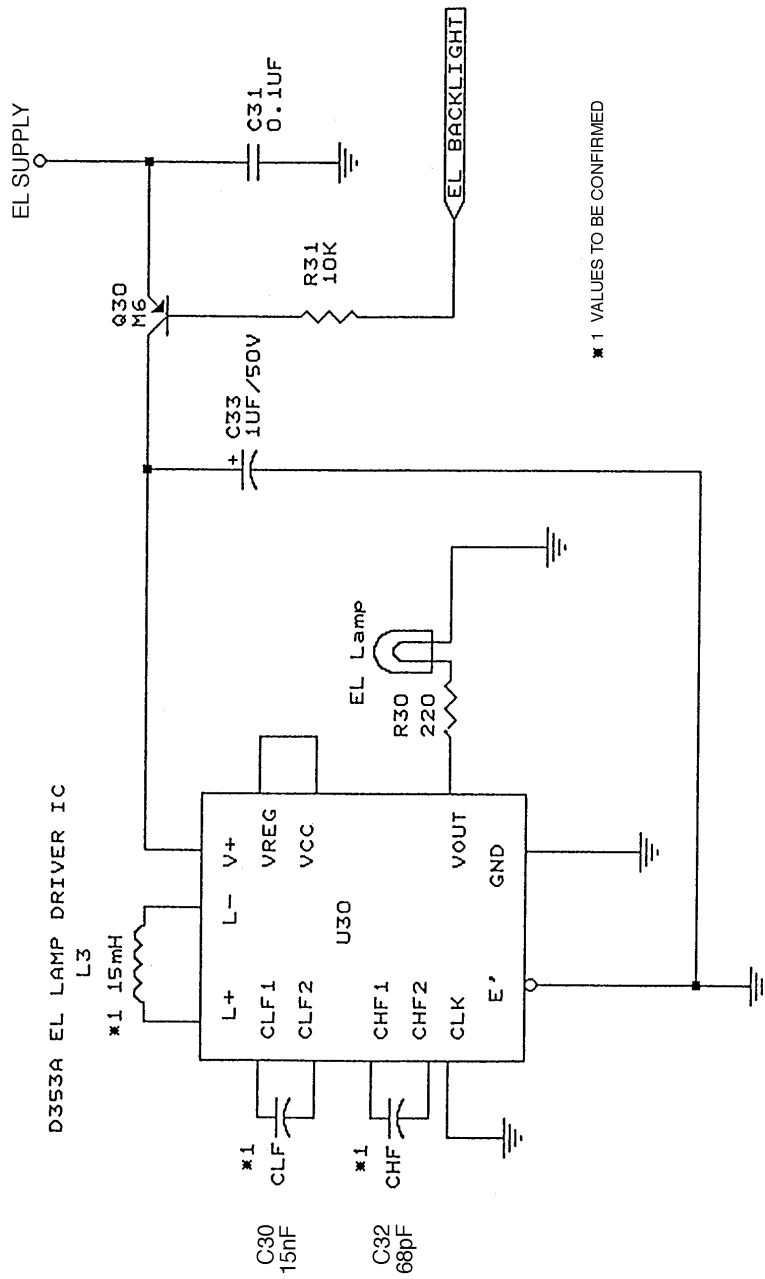 D353A EL LAMP DRIVER IC
L3
*1 15mH
L+
L-
V+
CLF1
CLF2
VREG
VCC
U30
CHF1
CHF2
CLK
VOUT
E'
GND
*1
CLF
C30
15nF
*1
CHF
C32
68pF
EL Lamp
R30
220
C33
+
1UF/50V
Q30
M6
R31
10K
EL SUPPLY
C31
0.1UF
EL BACKLIGHT
*1 VALUES TO BE CONFIRMED